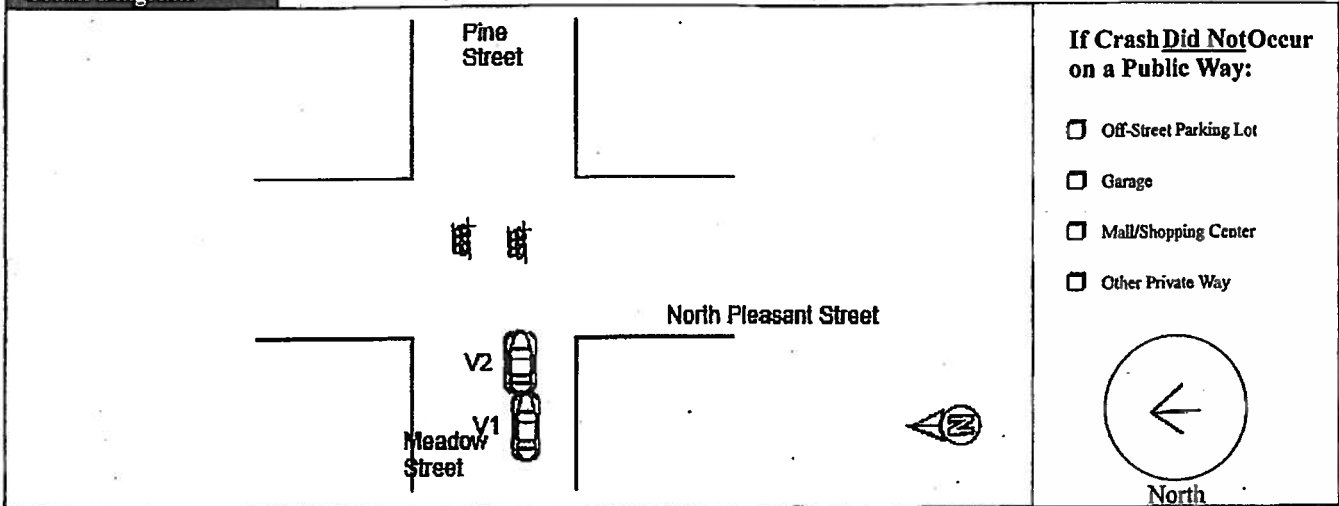 Pine
Street
North Pleasant Street
V2
V1
Meadow
Street
N
If Crash Did Not Occur
on a Public Way:
Off-Street Parking Lot
Garage
Mall/Shopping Center
Other Private Way
North